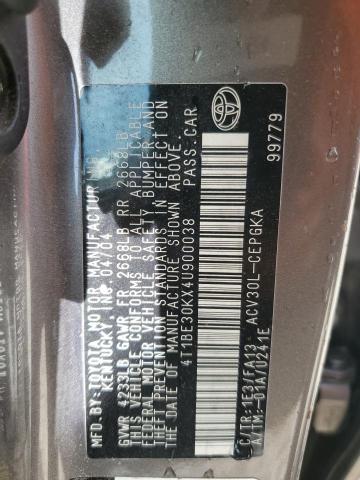 MFD. BY: TOYOTA MOTOR MANUFACTURING
KENTUCKY, INC. 04/04
GVWR 4233LB GAWR FR 2668LB RR 2668LB
THIS VEHICLE CONFORMS TO ALL APPLICABLE
FEDERAL MOTOR VEHICLE SAFETY BUMPER AND
THEFT PREVENTION STANDARDS IN EFFECT ON
THE DATE OF MANUFACTURE SHOWN ABOVE.
4T1BE30KX4U900038 PASS.CAR
C/TR:1E3/FA13 ACV30L-CEPGKA
A/TM:-01A/U241E 99779